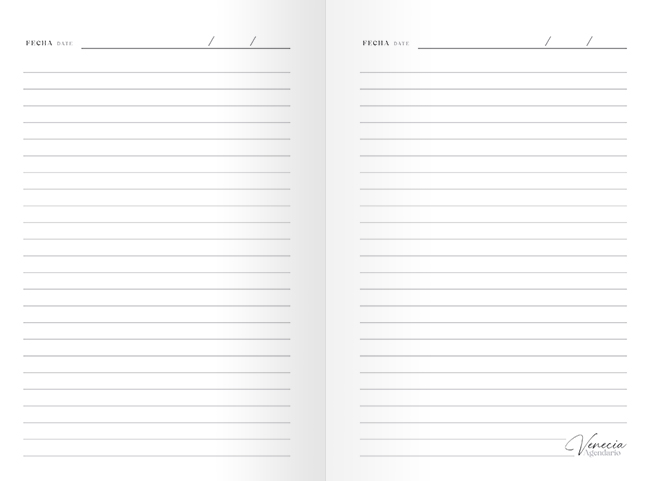 FECHA DATE / /
FECHA DATE / /
Venecia
Agendario